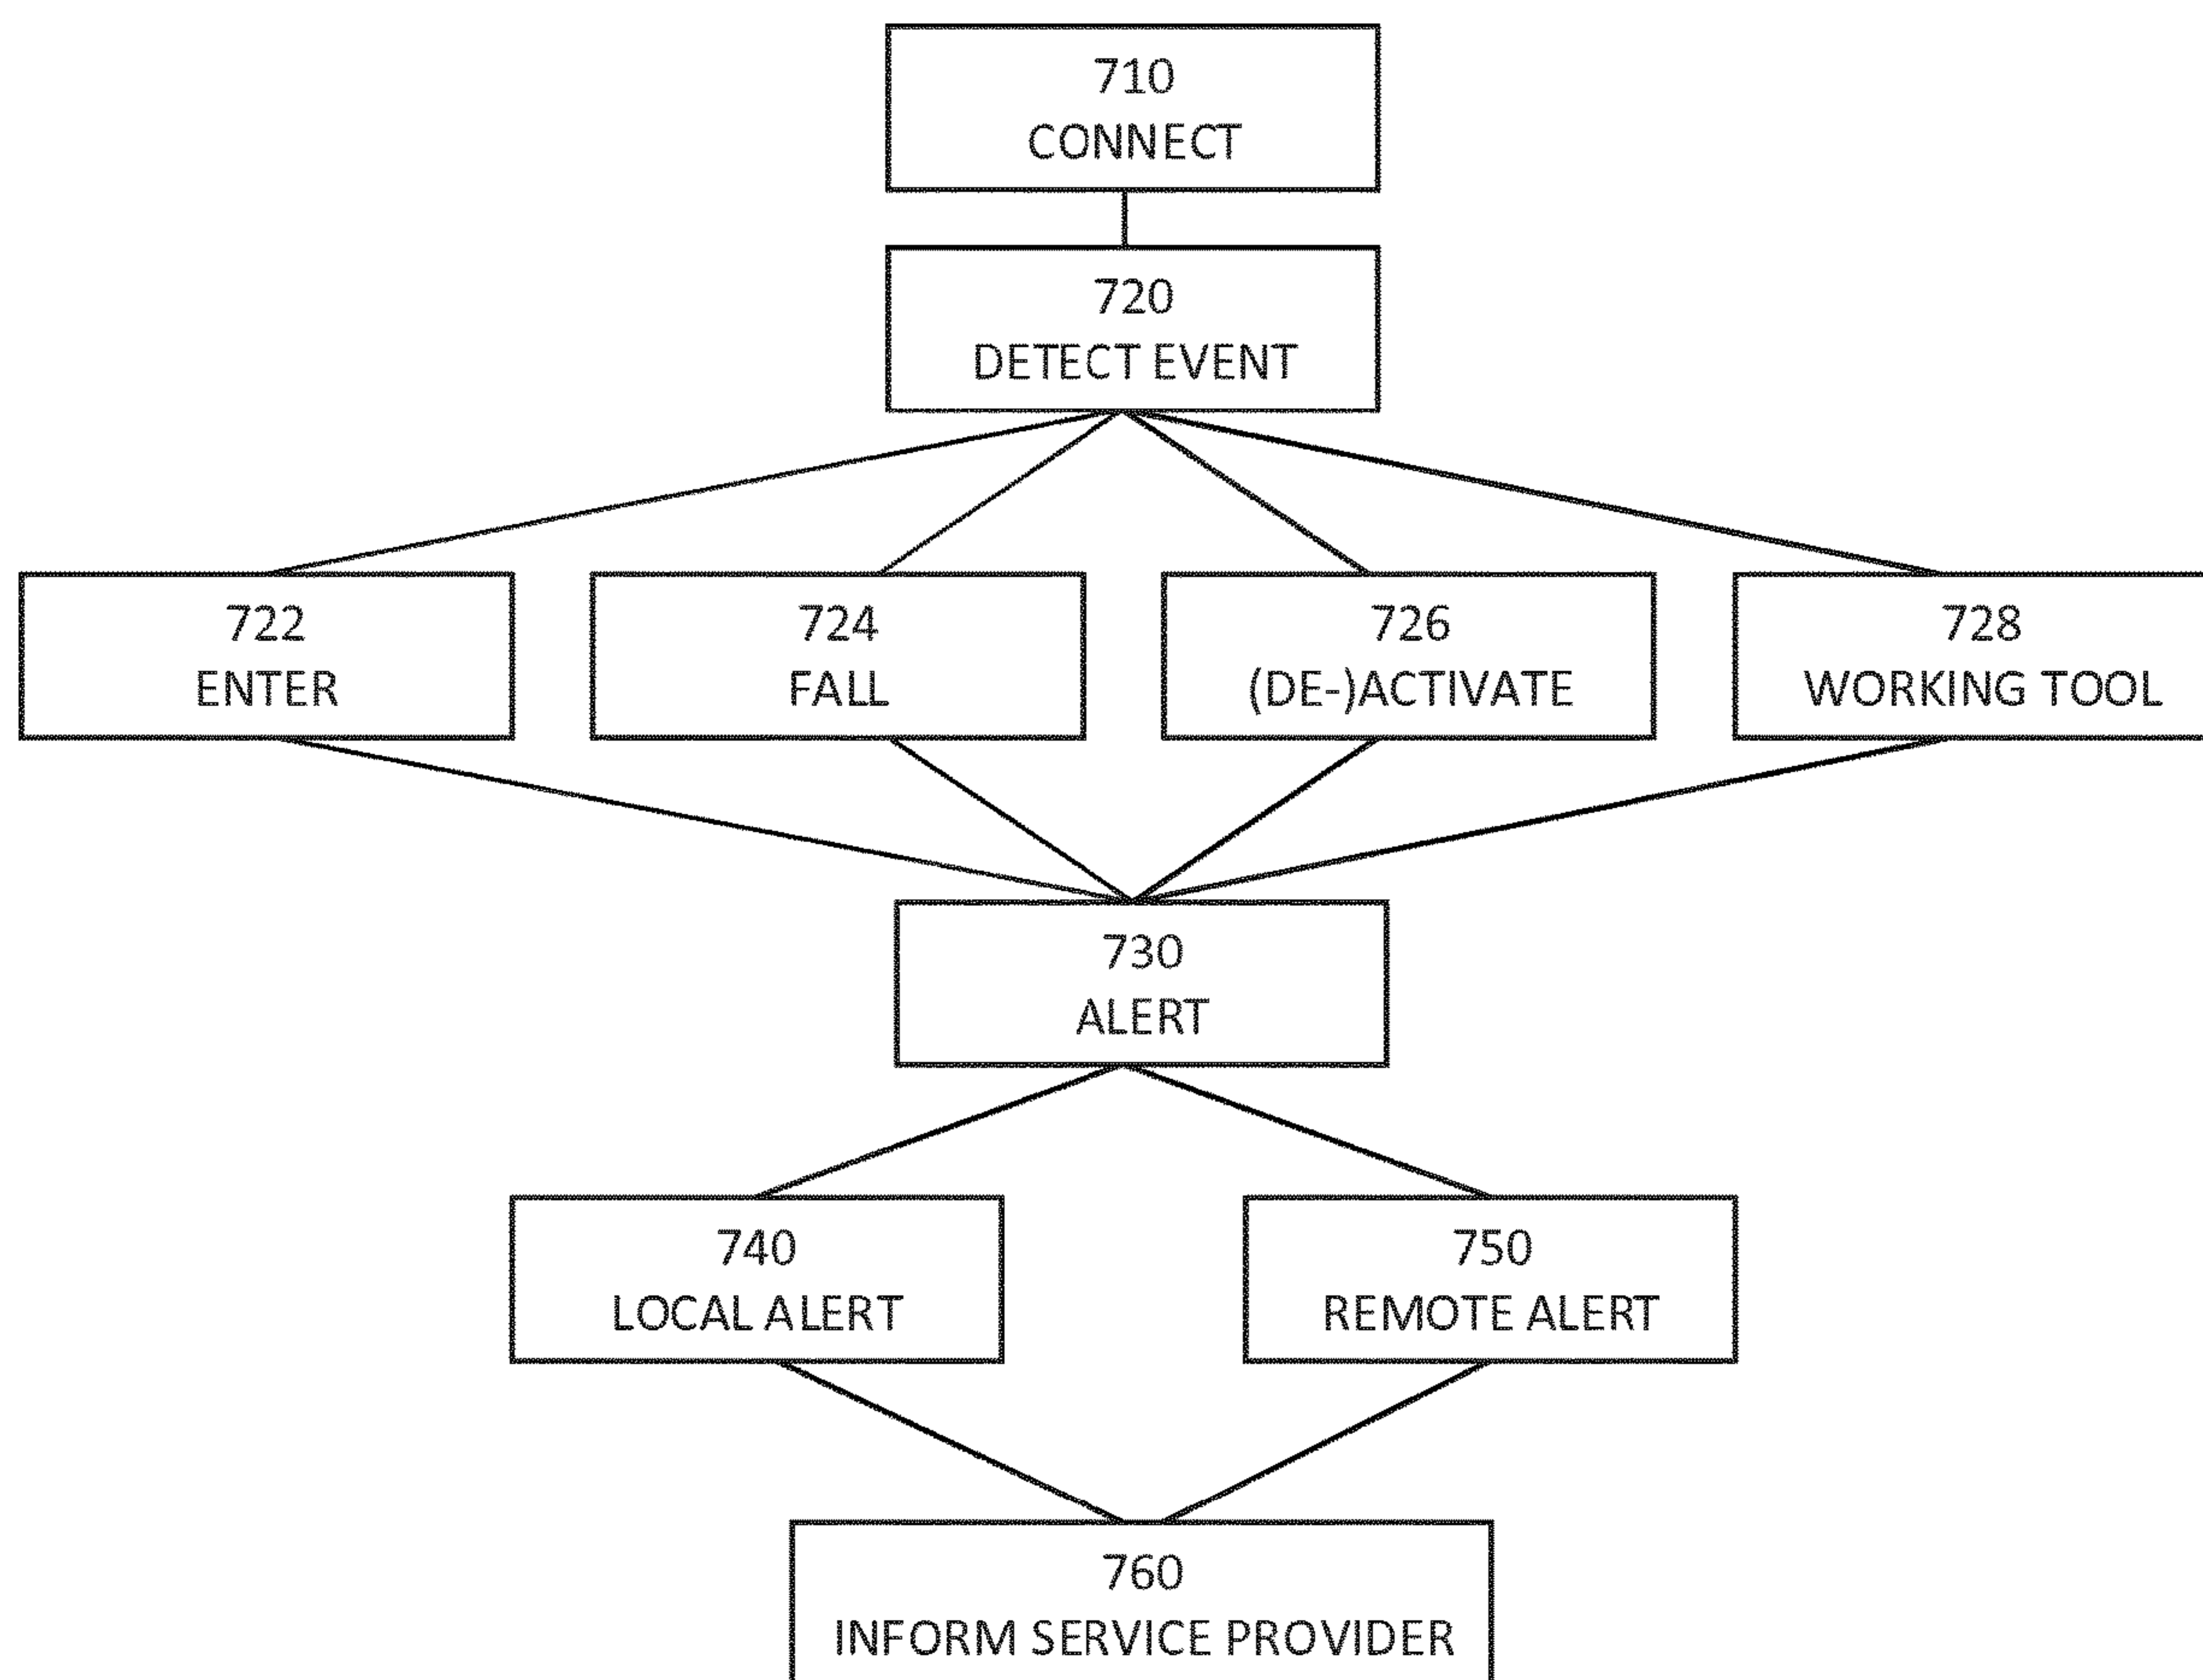 710
CONNECT
720
DETECT EVENT
722
ENTER
724
FALL
726
(DE-)ACTIVATE
728
WORKING TOOL
730
ALERT
740
LOCAL ALERT
750
REMOTE ALERT
760
INFORM SERVICE PROVIDER